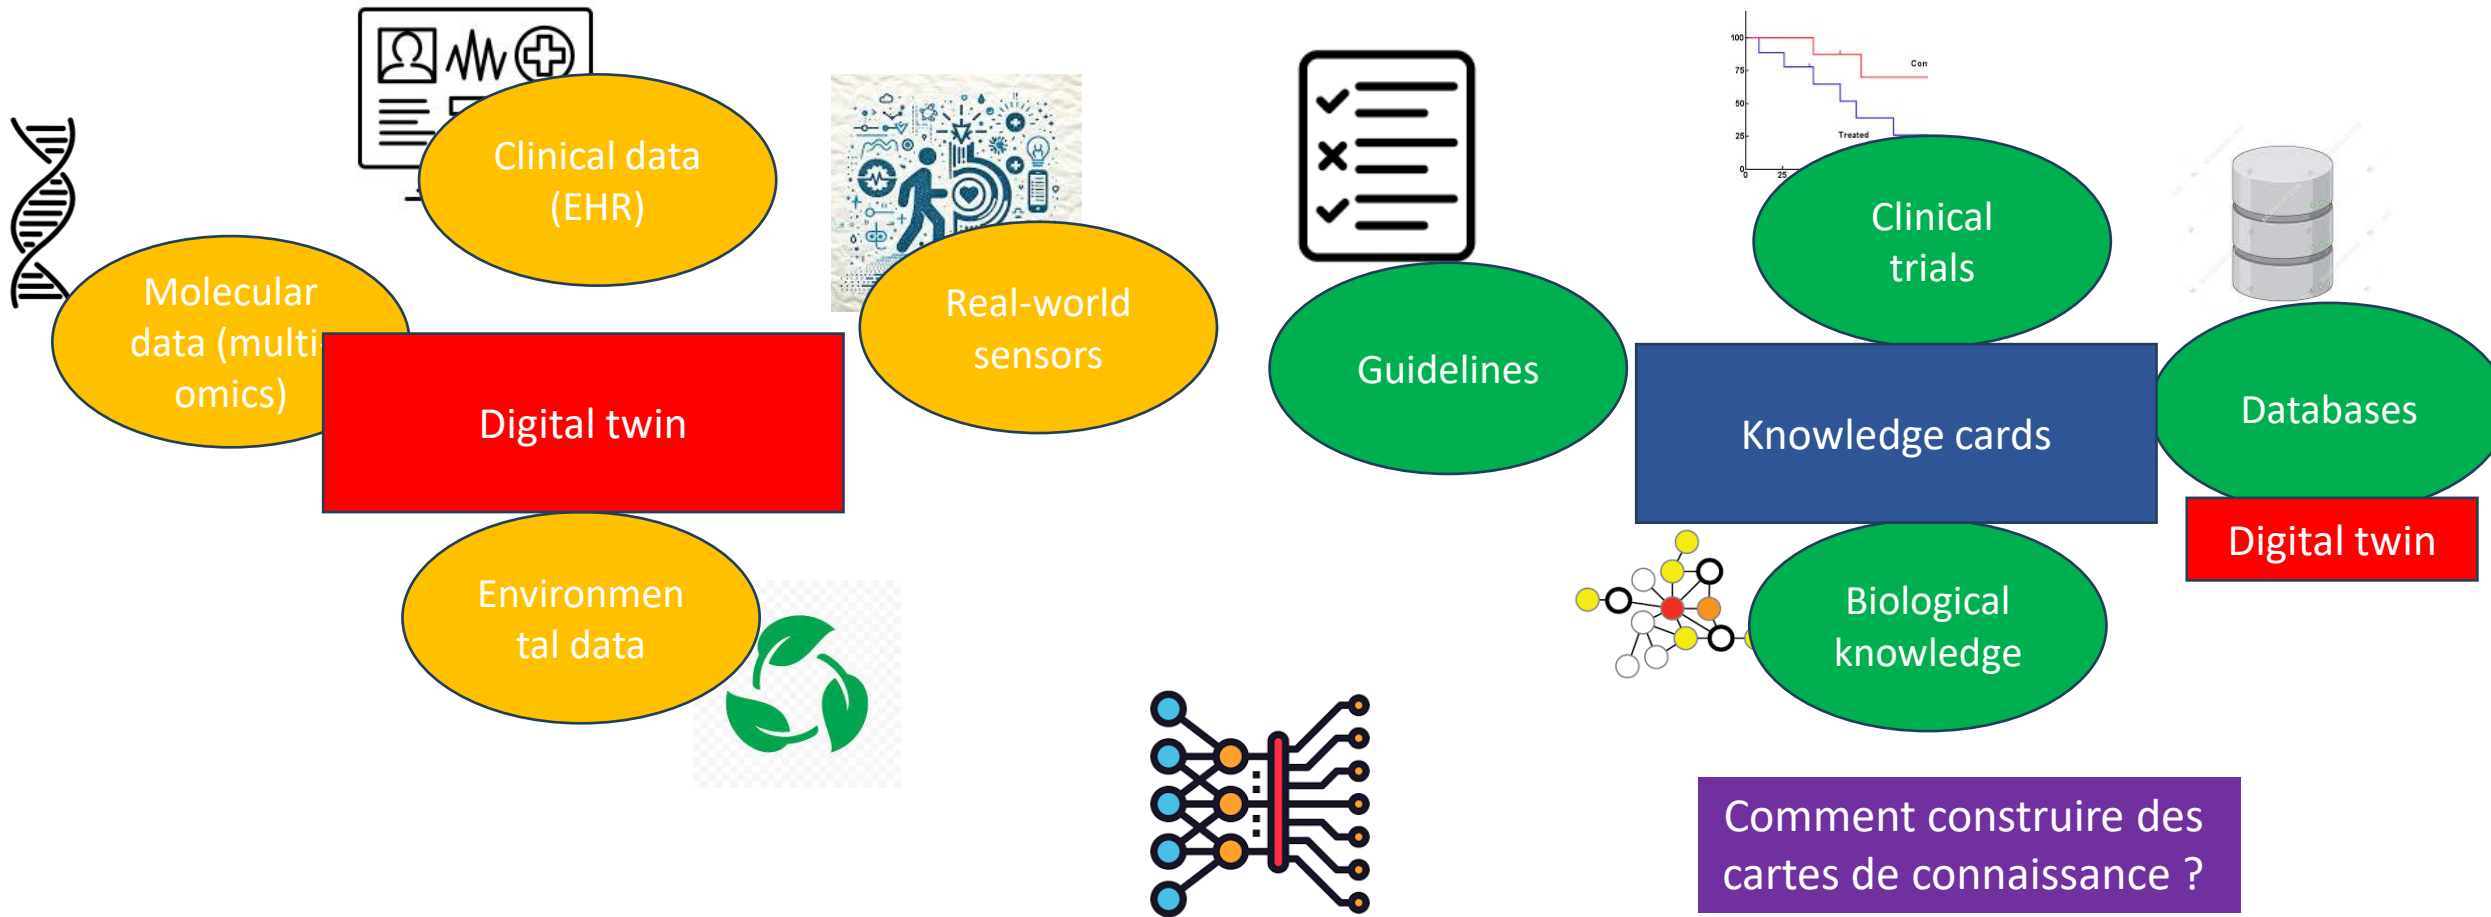 Clinical data
(EHR)
Molecular
data (multi-
omics)
Real-world
sensors
Digital twin
Environmen
tal data
Guidelines
100
75
50
25
0
0
25
Con
Treated
Clinical
trials
Knowledge cards
Databases
Digital twin
Biological
knowledge
Comment construire des
cartes de connaissance ?